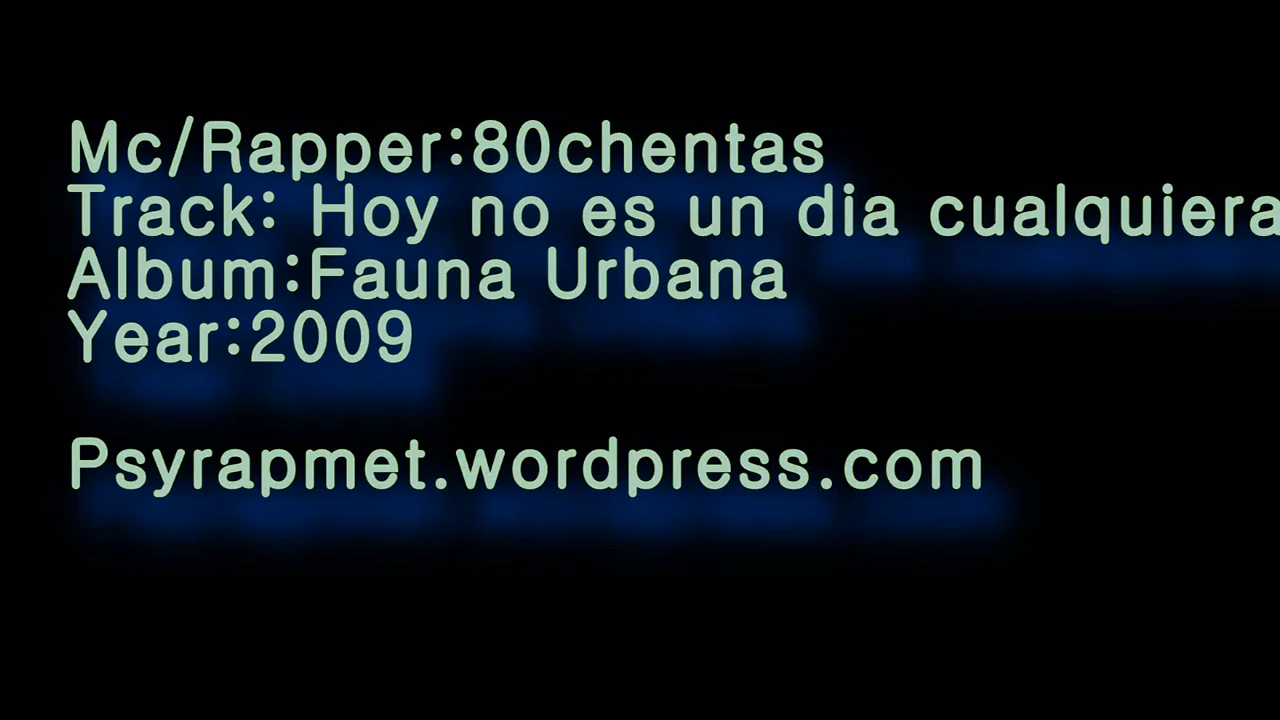 Mc/Rapper:80chentas
Track: Hoy no es un dia cualquiera
Album:Fauna Urbana
Year:2009
Psyrapmet.wordpress.com